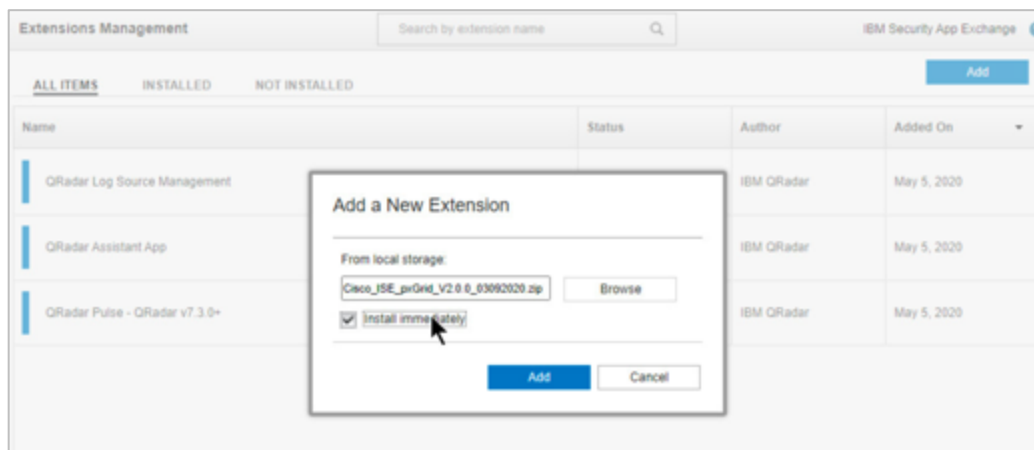 Extensions Management
Search by extension name
IBM Security App Exchange
ALL ITEMS
INSTALLED
NOT INSTALLED
Add
Name
Status
Author
Added On
QRadar Log Source Management
IBM QRadar
May 5, 2020
QRadar Assistant App
IBM QRadar
May 5, 2020
QRadar Pulse - QRadar v7.3.0+
IBM QRadar
May 5, 2020
Add a New Extension
From local storage:
Cisco_ISE_pxGrid_V2.0.0_03092020.zip
Browse
Install immediately
Add
Cancel